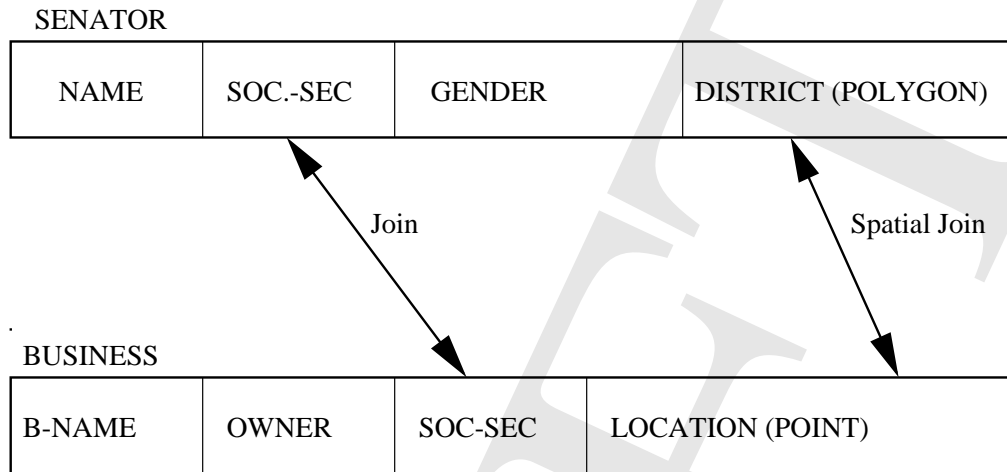 SENATOR
NAME SOC.-SEC GENDER DISTRICT (POLYGON)
Join Spatial Join
BUSINESS
B-NAME OWNER SOC-SEC LOCATION (POINT)